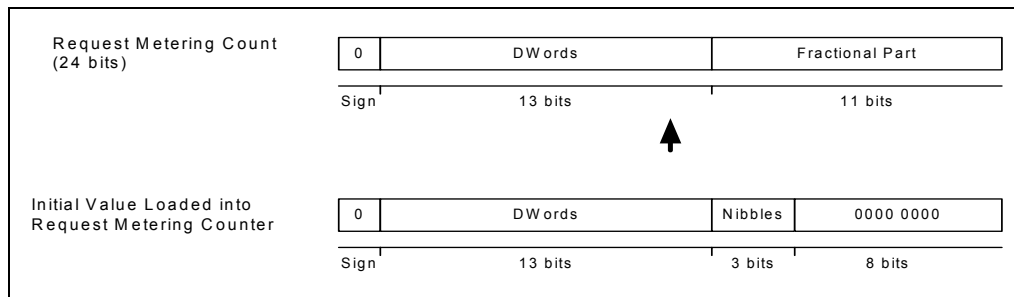 Request Metering Count
(24 bits)
0 DWords Fractional Part
Sign 13 bits 11 bits
Initial Value Loaded into
Request Metering Counter
0 DWords Nibbles 0000 0000
Sign 13 bits 3 bits 8 bits